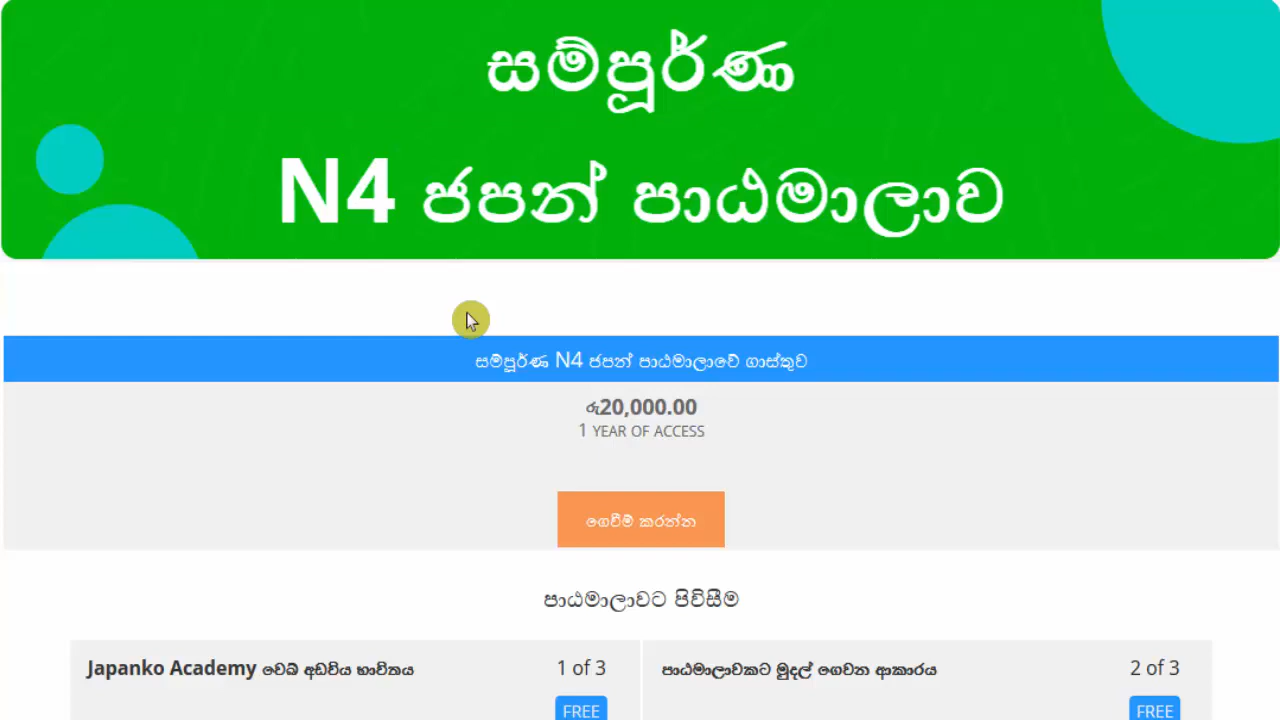 සම්පූර්ණ
N4 ජපන් පාඨමාලාව
සම්පූර්ණ N4 ජපන් පාඨමාලාවේ ගාස්තුව
රු20,000.00
1 YEAR OF ACCESS
ගෙවීම් කරන්න
පාඨමාලාවට පිවිසීම
Japanko Academy වෙබ් අඩවිය භාවිතය 1 of 3
FREE
පාඨමාලාවකට මුදල් ගෙවන ආකාරය 2 of 3
FREE